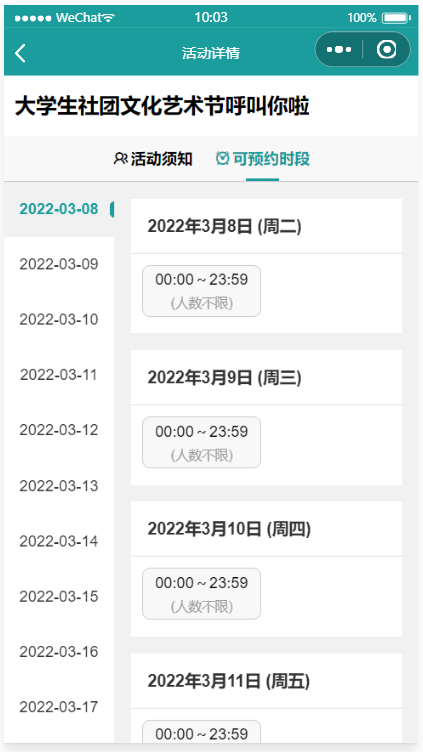 WeChat 10:03 100%
活动详情
大学生社团文化艺术节呼叫你啦
活动须知 可预约时段
2022-03-08
2022-03-09
2022-03-10
2022-03-11
2022-03-12
2022-03-13
2022-03-14
2022-03-15
2022-03-16
2022-03-17
2022年3月8日 (周二)
00:00 ~ 23:59
(人数不限)
2022年3月9日 (周三)
00:00 ~ 23:59
(人数不限)
2022年3月10日 (周四)
00:00 ~ 23:59
(人数不限)
2022年3月11日 (周五)
00:00 ~ 23:59